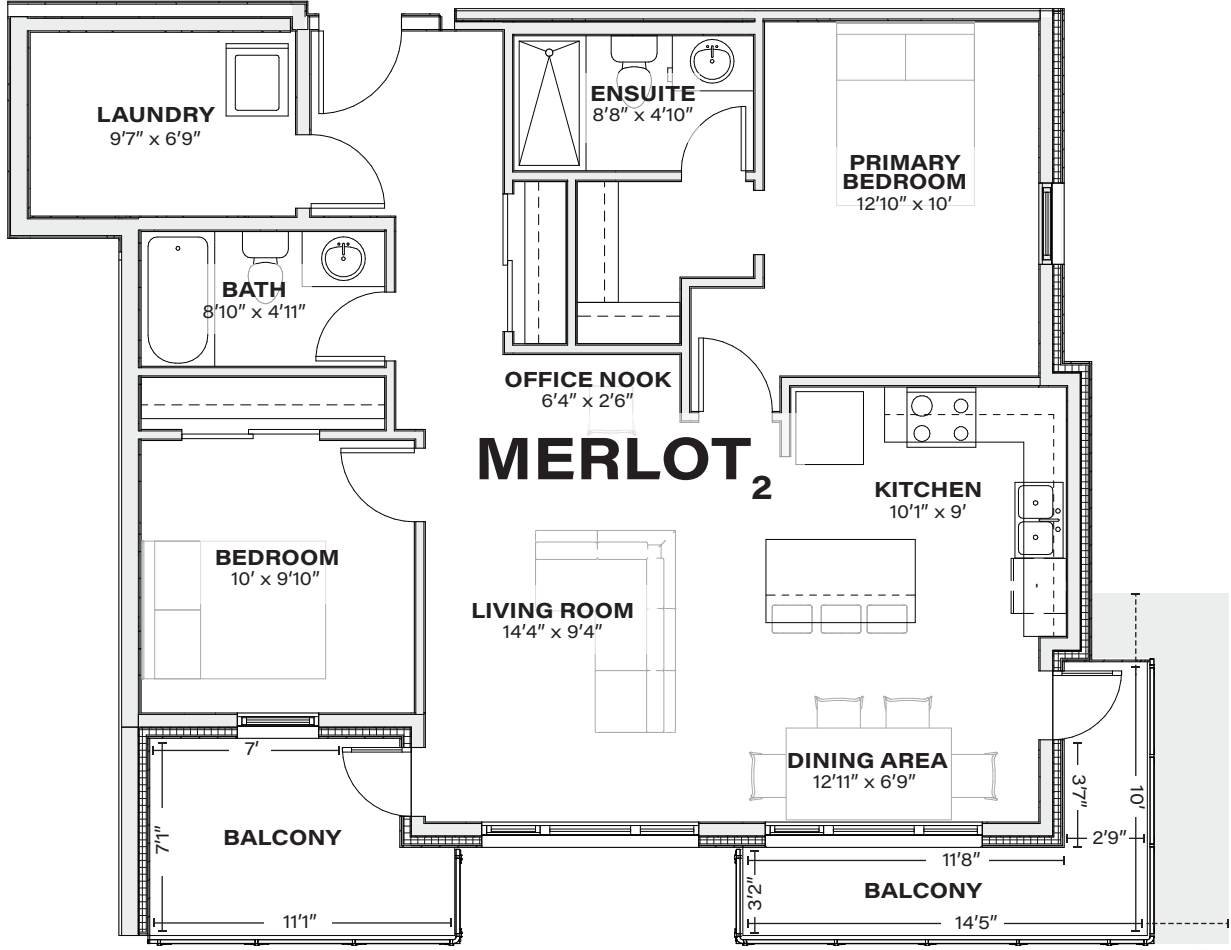 LAUNDRY
9'7" x 6'9"
ENSUITE
8'8" x 4'10"
PRIMARY
BEDROOM
12'10" x 10'
BATH
8'10" x 4'11"
OFFICE NOOK
6'4" x 2'6"
MERLOT2
KITCHEN
10'1" x 9'
BEDROOM
10' x 9'10"
LIVING ROOM
14'4" x 9'4"
DINING AREA
12'11" x 6'9"
7'
7'1"
BALCONY
11'1"
3'7"
10'
2'9"
11'8"
3'2"
BALCONY
14'5"